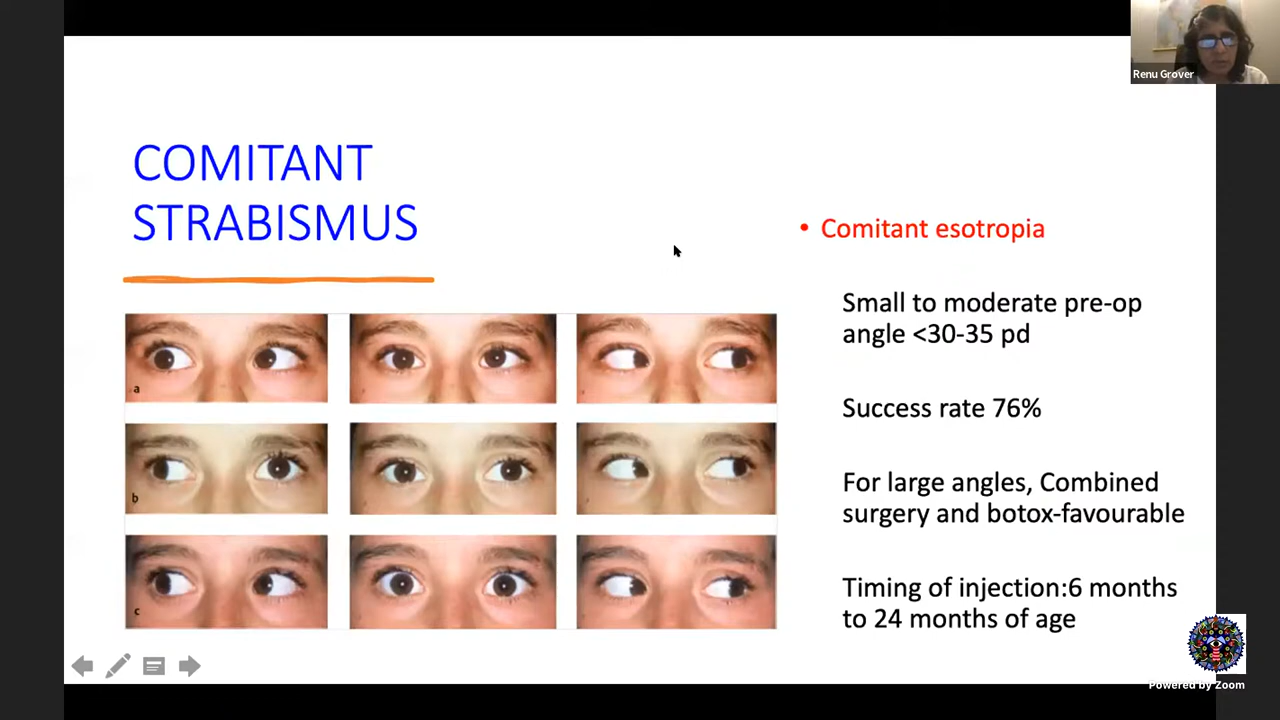 Renu Grover
COMITANT
STRABISMUS
• Comitant esotropia
Small to moderate pre-op
angle <30-35 pd
Success rate 76%
For large angles, Combined
surgery and botox-favourable
Timing of injection:6 months
to 24 months of age
a
b
c
Powered by Zoom